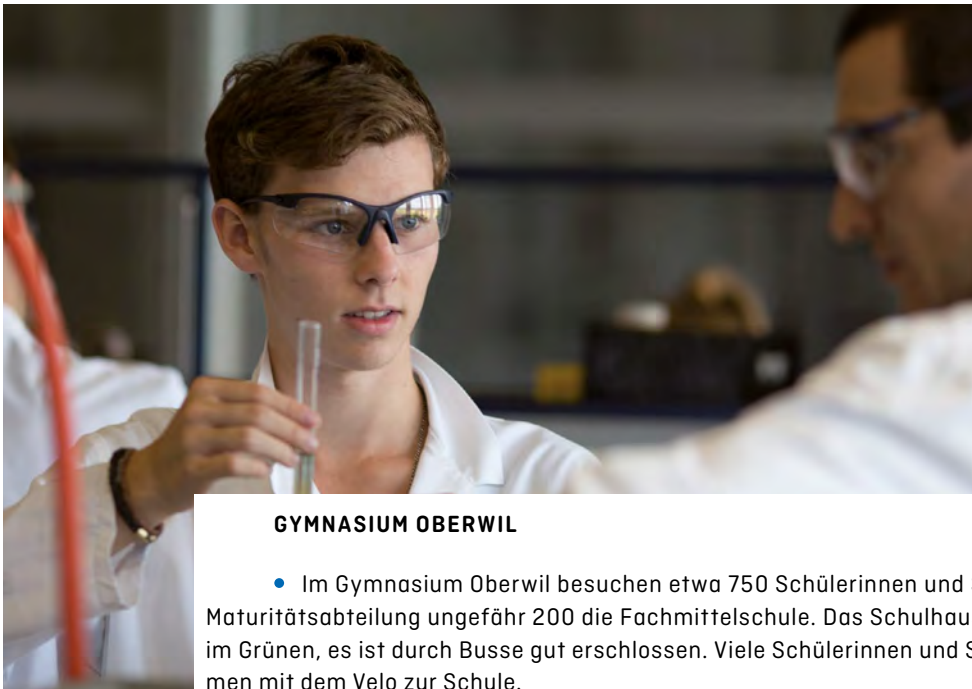 GYMNASIUM OBERWIL
• Im Gymnasium Oberwil besuchen etwa 750 Schülerinnen und
Maturitätsabteilung ungefähr 200 die Fachmittelschule. Das Schulhau
im Grünen, es ist durch Busse gut erschlossen. Viele Schülerinnen und S
men mit dem Velo zur Schule.